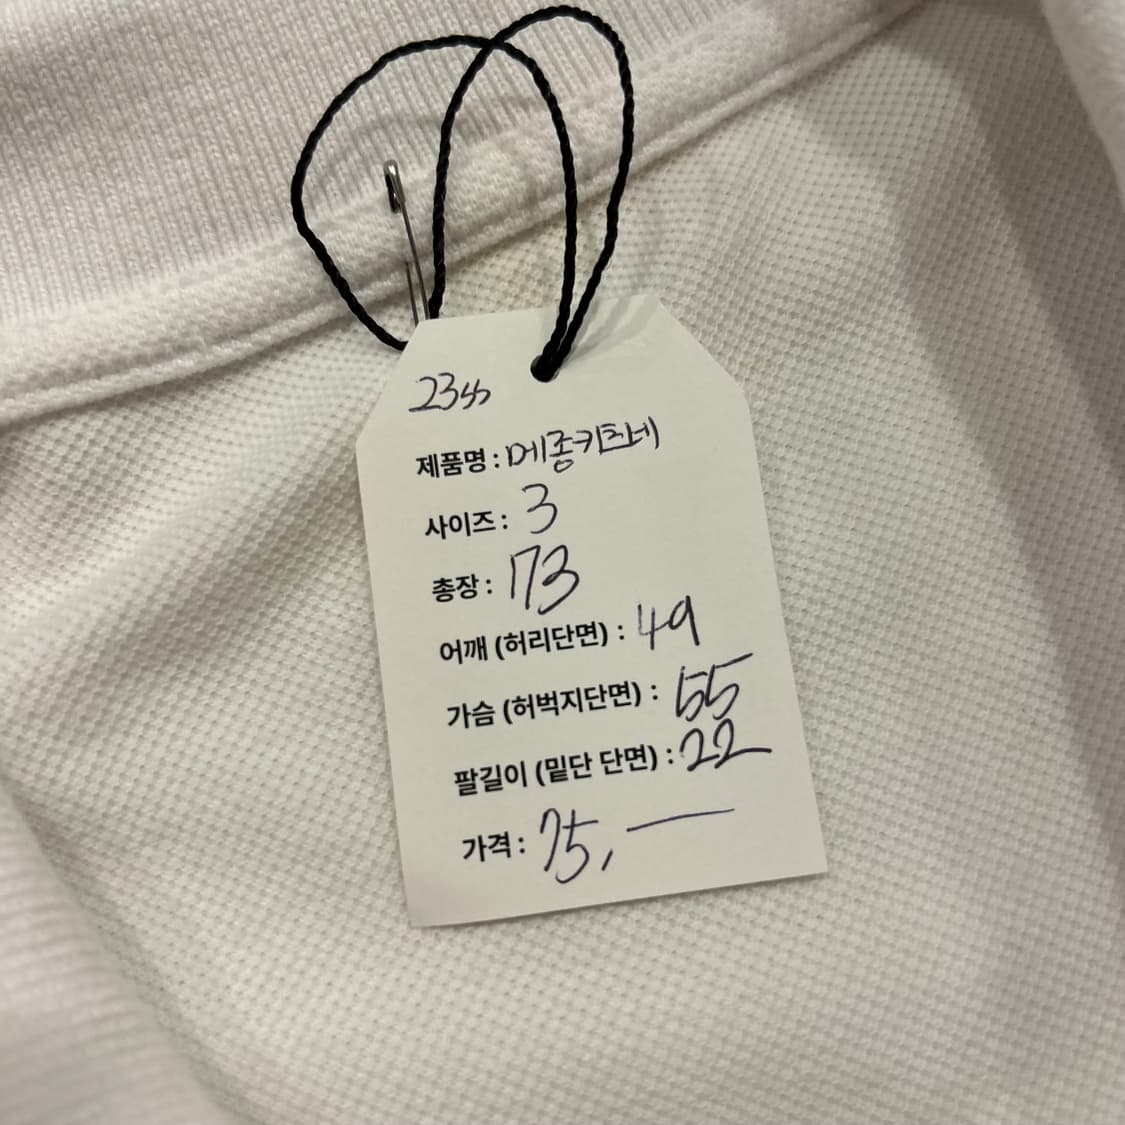 23ss
제품명 : 메종키츠네
사이즈 : 3
총장 : 73
어깨 (허리단면) : 49
가슴 (허벅지단면) : 55
팔길이 (밑단 단면) : 22
가격 : 75,—